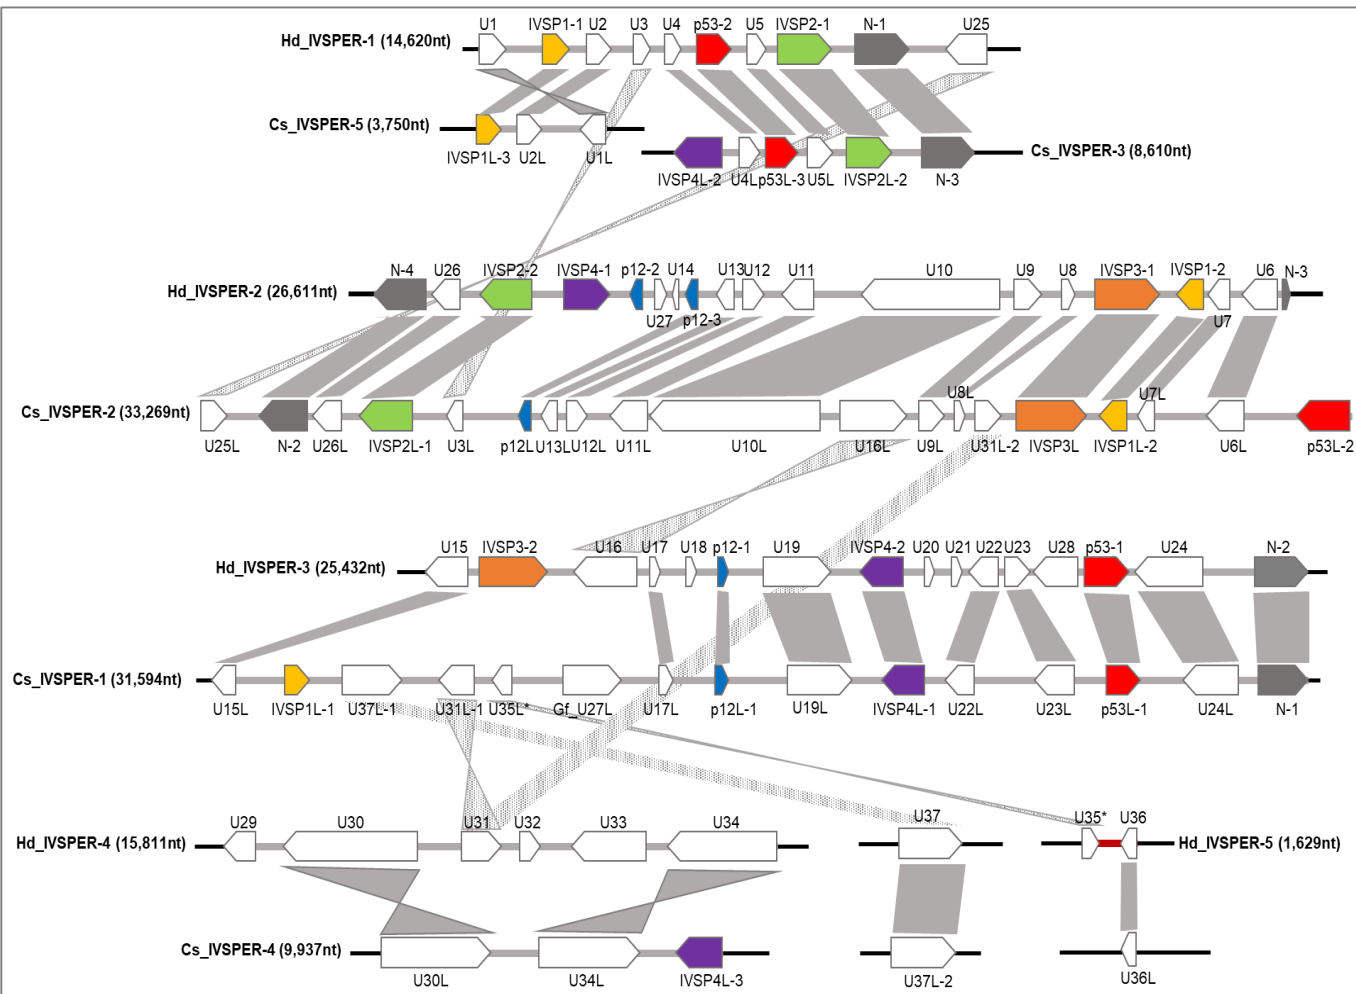 U1 IVSP1-1 U2 U3 U4 p53-2 U5 IVSP2-1 N-1 U25
Hd_IVSPER-1 (14,620nt)
Cs_IVSPER-5 (3,750nt)
IVSP1L-3 U2L U1L
Cs_IVSPER-3 (8,610nt)
IVSP4L-2 U4L p53L-3 U5L IVSP2L-2 N-3
N-4 U26 IVSP2-2 IVSP4-1 p12-2 U14 U13 U12 U11 U10 U9 U8 IVSP3-1 IVSP1-2 U6 N-3
Hd_IVSPER-2 (26,611nt)
U27 p12-3 U7
U8L U7L
Cs_IVSPER-2 (33,269nt)
U25L N-2 U26L IVSP2L-1 U3L p12L U13L U12L U11L U10L U16L U9L U31L-2 IVSP3L IVSP1L-2 U6L p53L-2
U15 IVSP3-2 U16 U17 U18 p12-1 U19 IVSP4-2 U20 U21 U22 U23 U28 p53-1 U24 N-2
Hd_IVSPER-3 (25,432nt)
Cs_IVSPER-1 (31,594nt)
U15L IVSP1L-1 U37L-1 U31L-1 U35L* Gf_U27L U17L p12L-1 U19L IVSP4L-1 U22L U23L p53L-1 U24L N-1
U29 U30 U31 U32 U33 U34 U37 U35* U36
Hd_IVSPER-4 (15,811nt)
Hd_IVSPER-5 (1,629nt)
Cs_IVSPER-4 (9,937nt)
U30L U34L IVSP4L-3 U37L-2 U36L